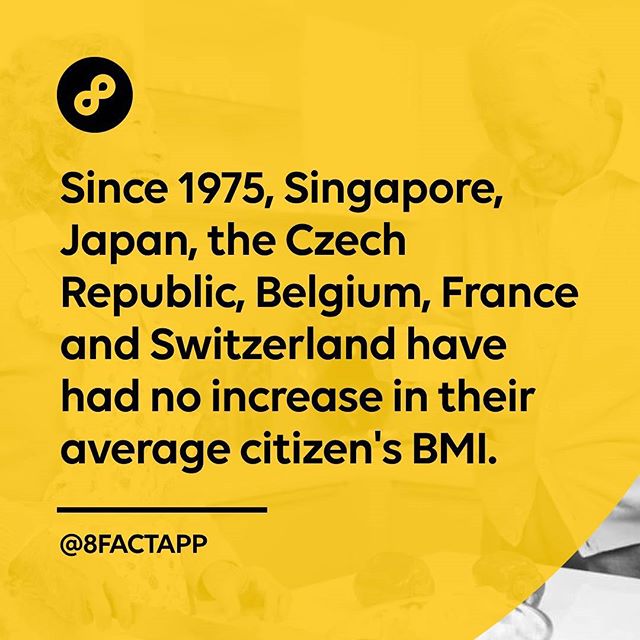 Since 1975, Singapore,
Japan, the Czech
Republic, Belgium, France
and Switzerland have
had no increase in their
average citizen's BMI.
@8FACTAPP